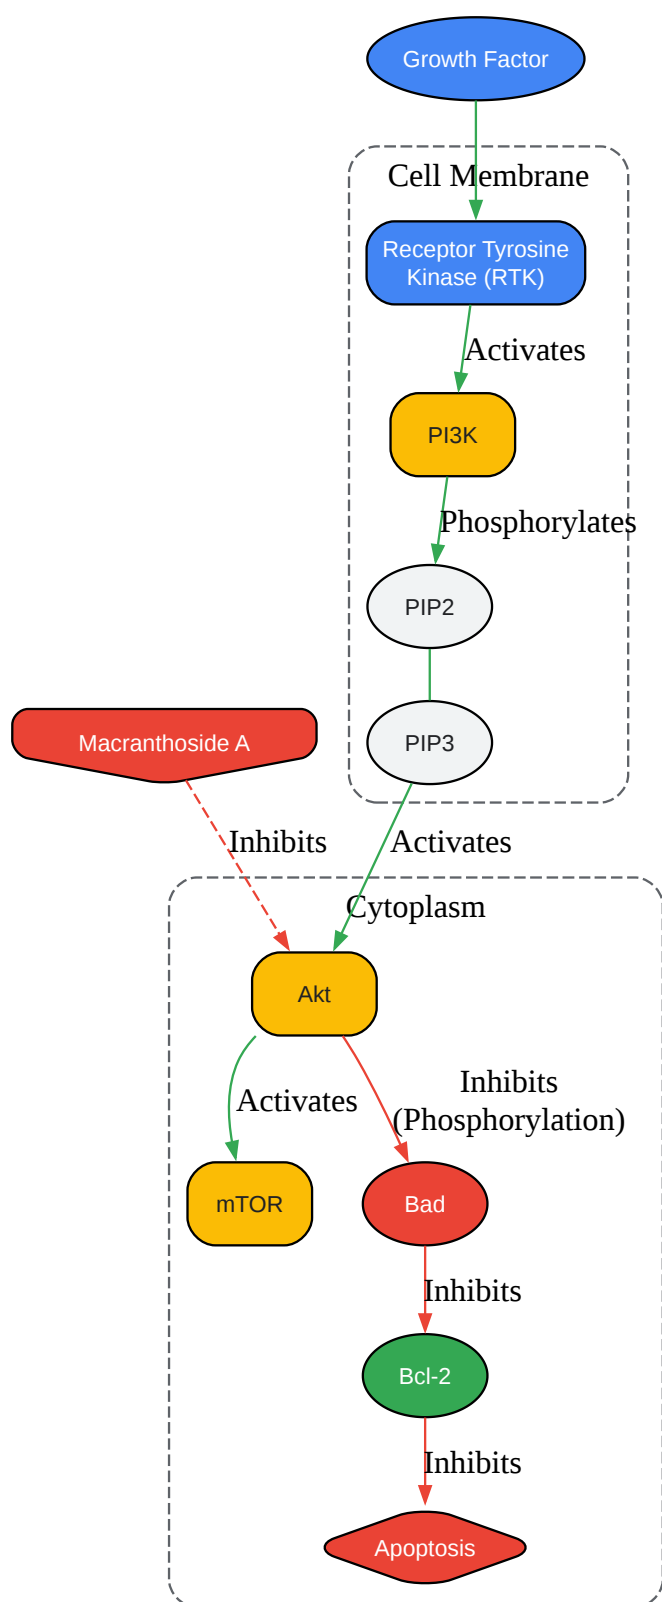 Growth Factor
Cell Membrane
Receptor Tyrosine
Kinase (RTK)
Activates
PI3K
Phosphorylates
PIP2
Macranthoside A
PIP3
Inhibits
Activates
Cytoplasm
Akt
Activates
Inhibits
(Phosphorylation)
mTOR
Bad
Inhibits
Bcl-2
Inhibits
Apoptosis